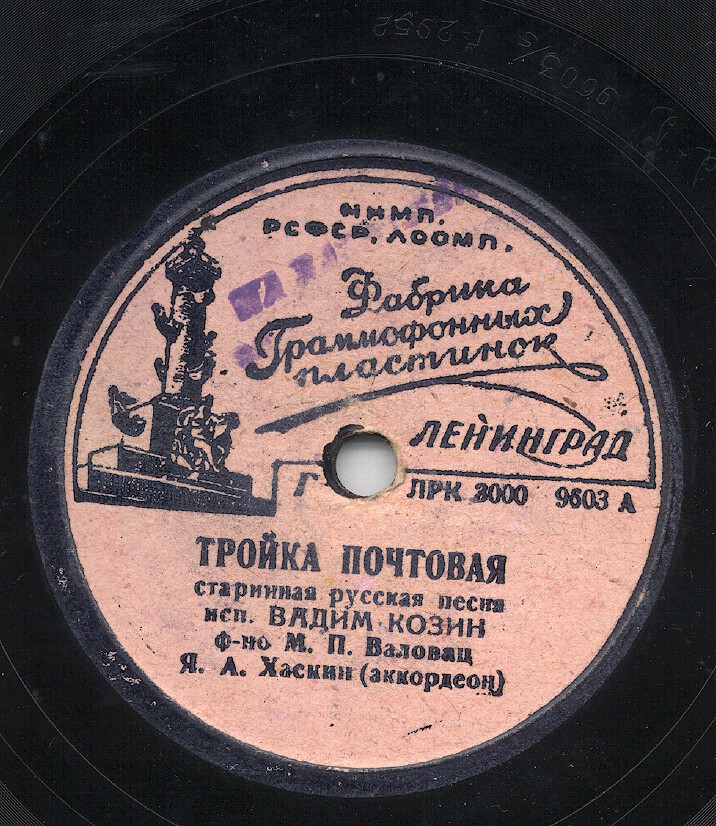 НКМП.
РСФСР, ЛООМП.
Фабрика
Граммофонных
пластинок
ЛЕНИНГРАД
Г ЛРК 3000 9603 А
ТРОЙКА ПОЧТОВАЯ
старинная русская песня
исп. ВАДИМ КОЗИН
ф-но М. П. Валовац
Я. А. Хаскин (аккордеон)